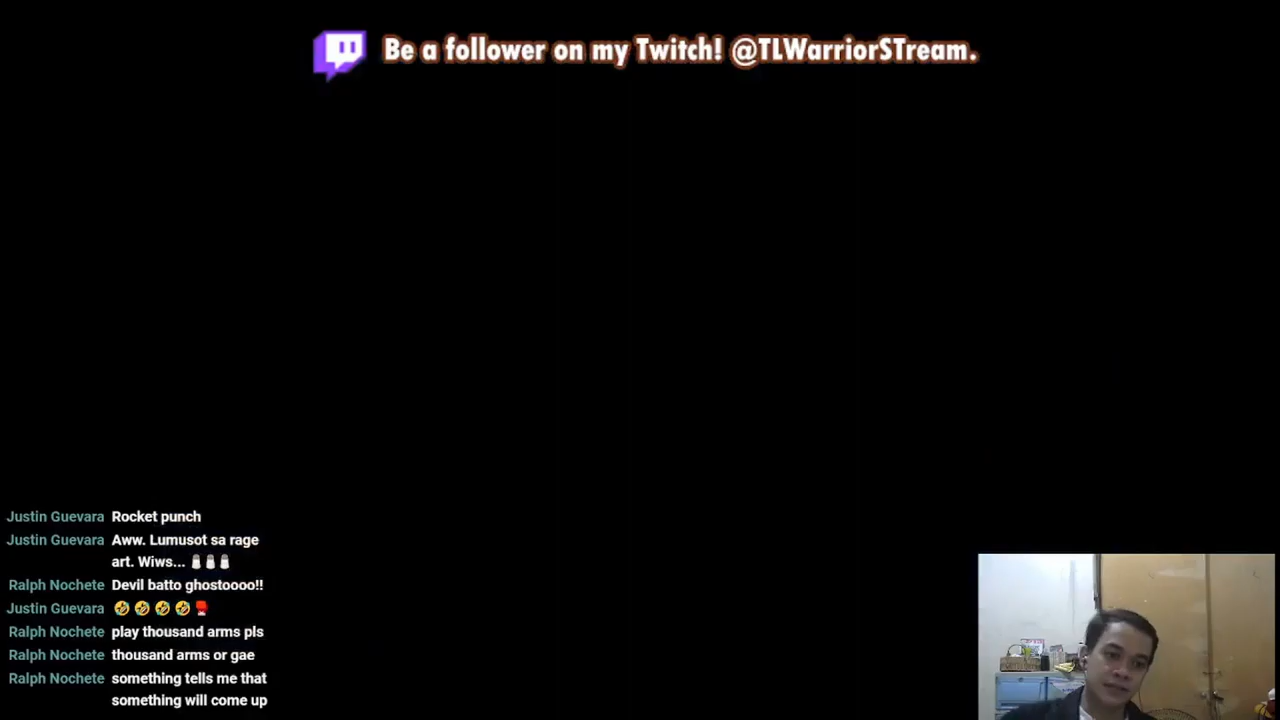 Be a follower on my Twitch! @TLWarriorSTream.
Justin Guevara Rocket punch
Justin Guevara Aww. Lumusot sa rage
art. Wiws... 🧂🧂🧂
Ralph Nochete Devil batto ghostoooo!!
Justin Guevara 🤣🤣🤣🤣🥊
Ralph Nochete play thousand arms pls
Ralph Nochete thousand arms or gae
Ralph Nochete something tells me that
something will come up